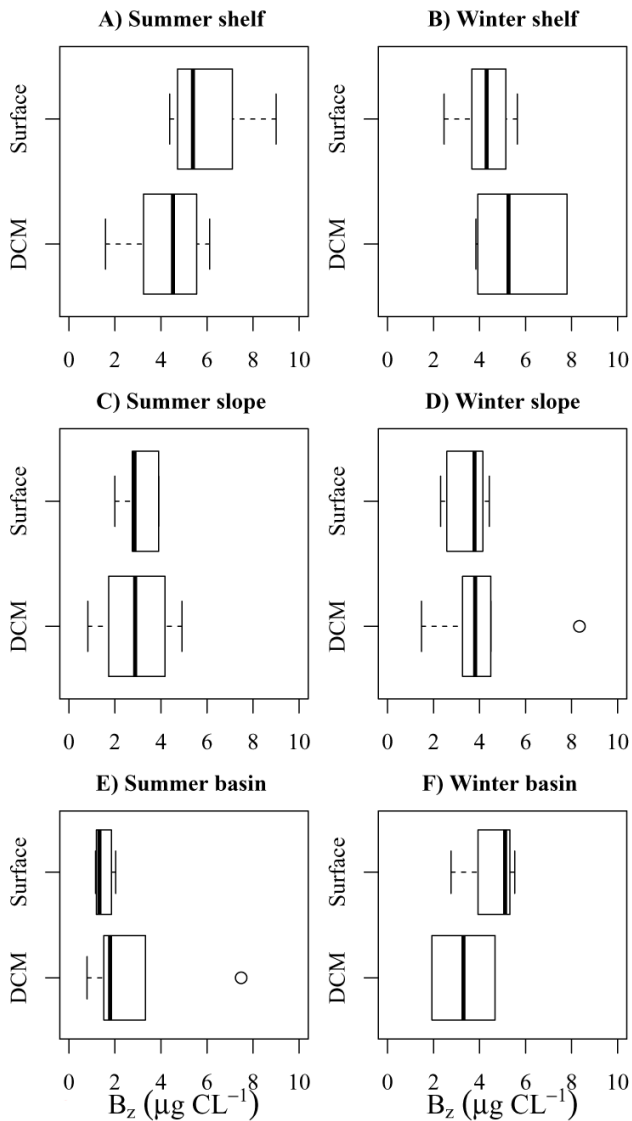 A) Summer shelf
Surface
DCM
0 2 4 6 8 10
B) Winter shelf
Surface
DCM
0 2 4 6 8 10
C) Summer slope
Surface
DCM
0 2 4 6 8 10
D) Winter slope
Surface
DCM
0 2 4 6 8 10
E) Summer basin
Surface
DCM
0 2 4 6 8 10
B_z (µg CL⁻¹)
F) Winter basin
Surface
DCM
0 2 4 6 8 10
B_z (µg CL⁻¹)